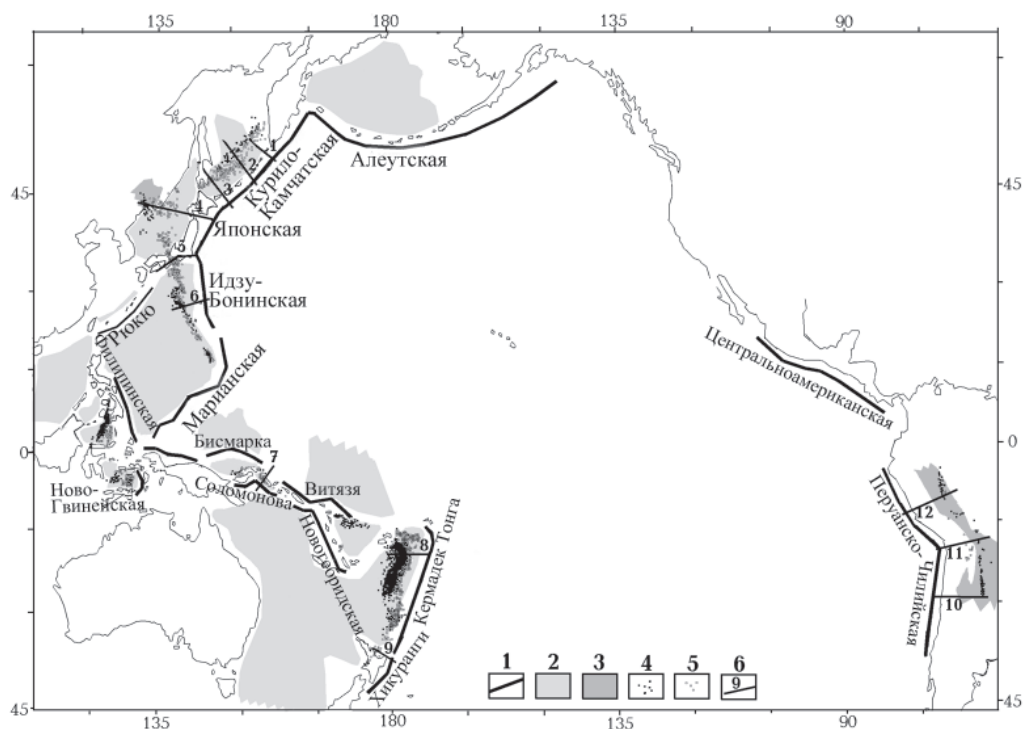 135 180 135 90
1
2
3
4
5
6
Курило-
Камчатская
Алеутская
45 45
Японская
Идзу-
Бонинская
Рюкю
Филипинская
Марианская
Центральноамериканская
Бисмарка
0 0
7
Ново-
Гвинейская
Соломонова
Витязя
Новогебридская
8
9
Хикуранги Кермадек Тонга
Перуанско-
Чилийская
12
11
10
1 2 3 4 5 6
9
45 45
135 180 135 90